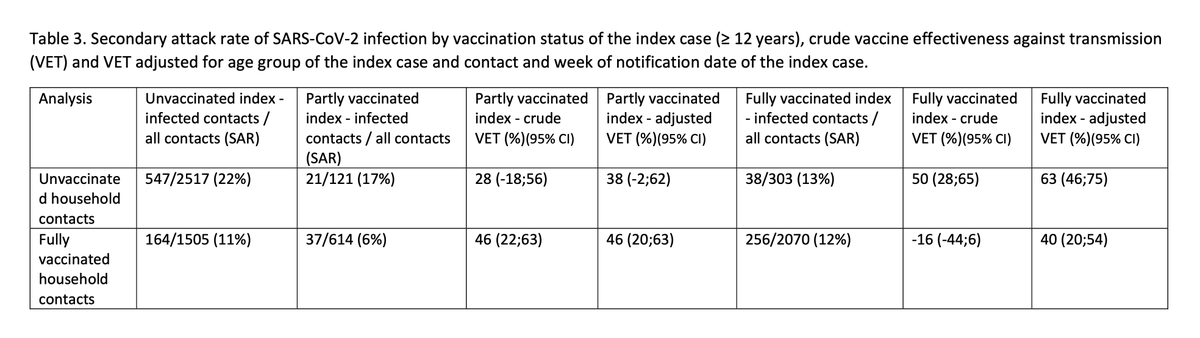 Table 3. Secondary attack rate of SARS-CoV-2 infection by vaccination status of the index case (≥ 12 years), crude vaccine effectiveness against transmission
(VET) and VET adjusted for age group of the index case and contact and week of notification date of the index case.
Analysis
Unvaccinated index -
infected contacts /
all contacts (SAR)
Partly vaccinated
index - infected
contacts / all contacts
(SAR)
Partly vaccinated
index - crude
VET (%)(95% CI)
Partly vaccinated
index - adjusted
VET (%)(95% CI)
Fully vaccinated index
- infected contacts /
all contacts (SAR)
Fully vaccinated
index - crude
VET (%)(95% CI)
Fully vaccinated
index - adjusted
VET (%)(95% CI)
Unvaccinate
d household
contacts
547/2517 (22%)
21/121 (17%)
28 (-18;56)
38 (-2;62)
38/303 (13%)
50 (28;65)
63 (46;75)
Fully
vaccinated
household
contacts
164/1505 (11%)
37/614 (6%)
46 (22;63)
46 (20;63)
256/2070 (12%)
-16 (-44;6)
40 (20;54)